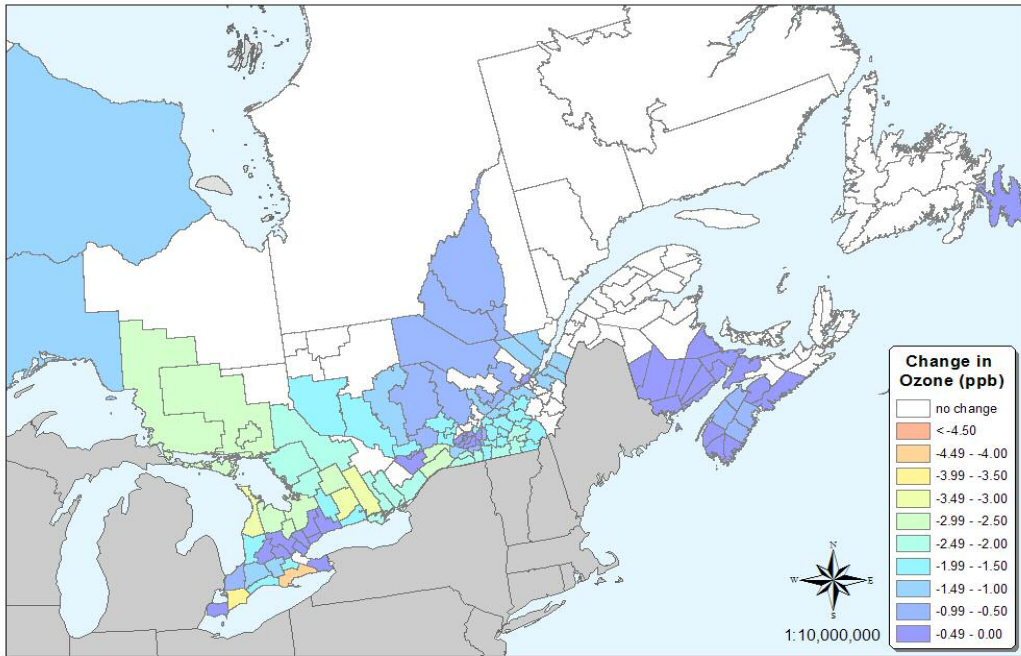 Change in
Ozone (ppb)
no change
< -4.50
-4.49 - -4.00
-3.99 - -3.50
-3.49 - -3.00
-2.99 - -2.50
-2.49 - -2.00
-1.99 - -1.50
-1.49 - -1.00
-0.99 - -0.50
-0.49 - 0.00
N
W E
S
1:10,000,000